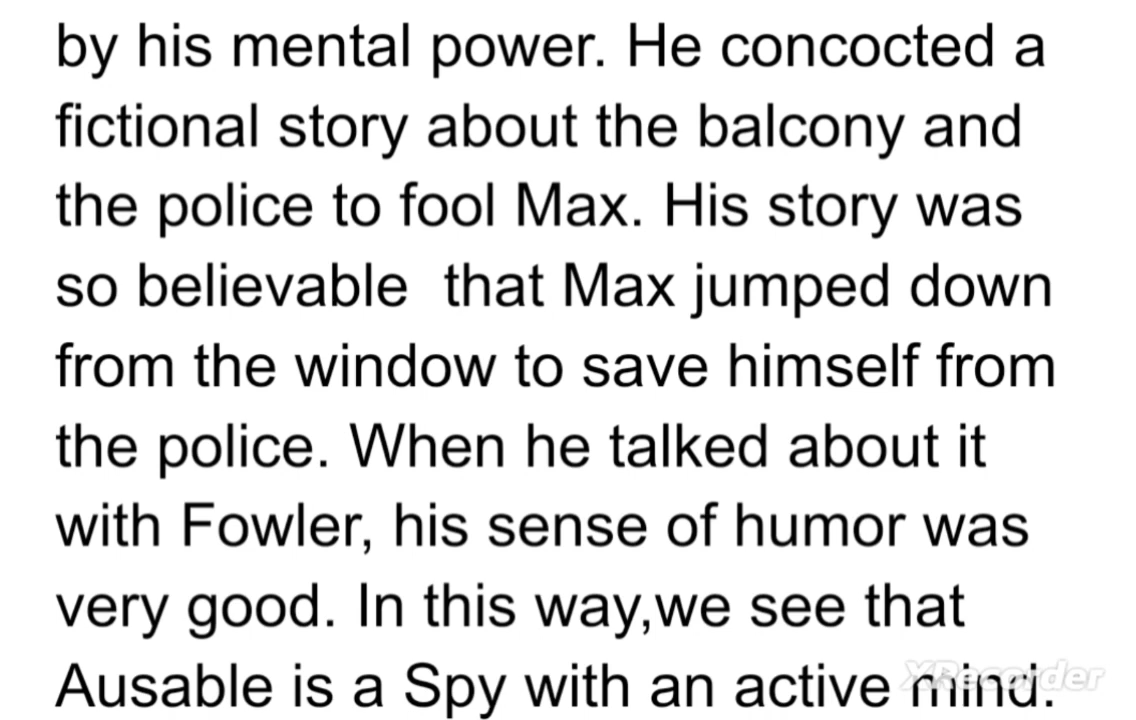 by his mental power. He concocted a
fictional story about the balcony and
the police to fool Max. His story was
so believable  that Max jumped down
from the window to save himself from
the police. When he talked about it
with Fowler, his sense of humor was
very good. In this way,we see that
Ausable is a Spy with an active mind.
XRecorder